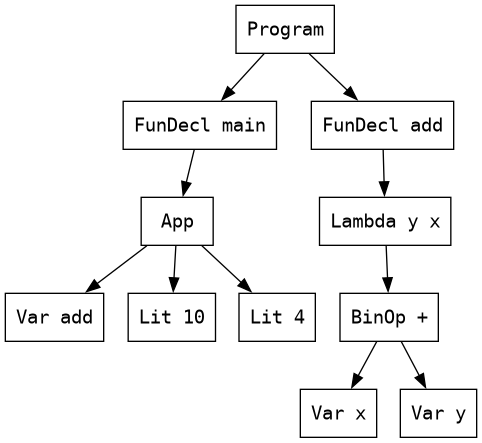 Program
FunDecl main
FunDecl add
App
Lambda y x
Var add
Lit 10
Lit 4
BinOp +
Var x
Var y